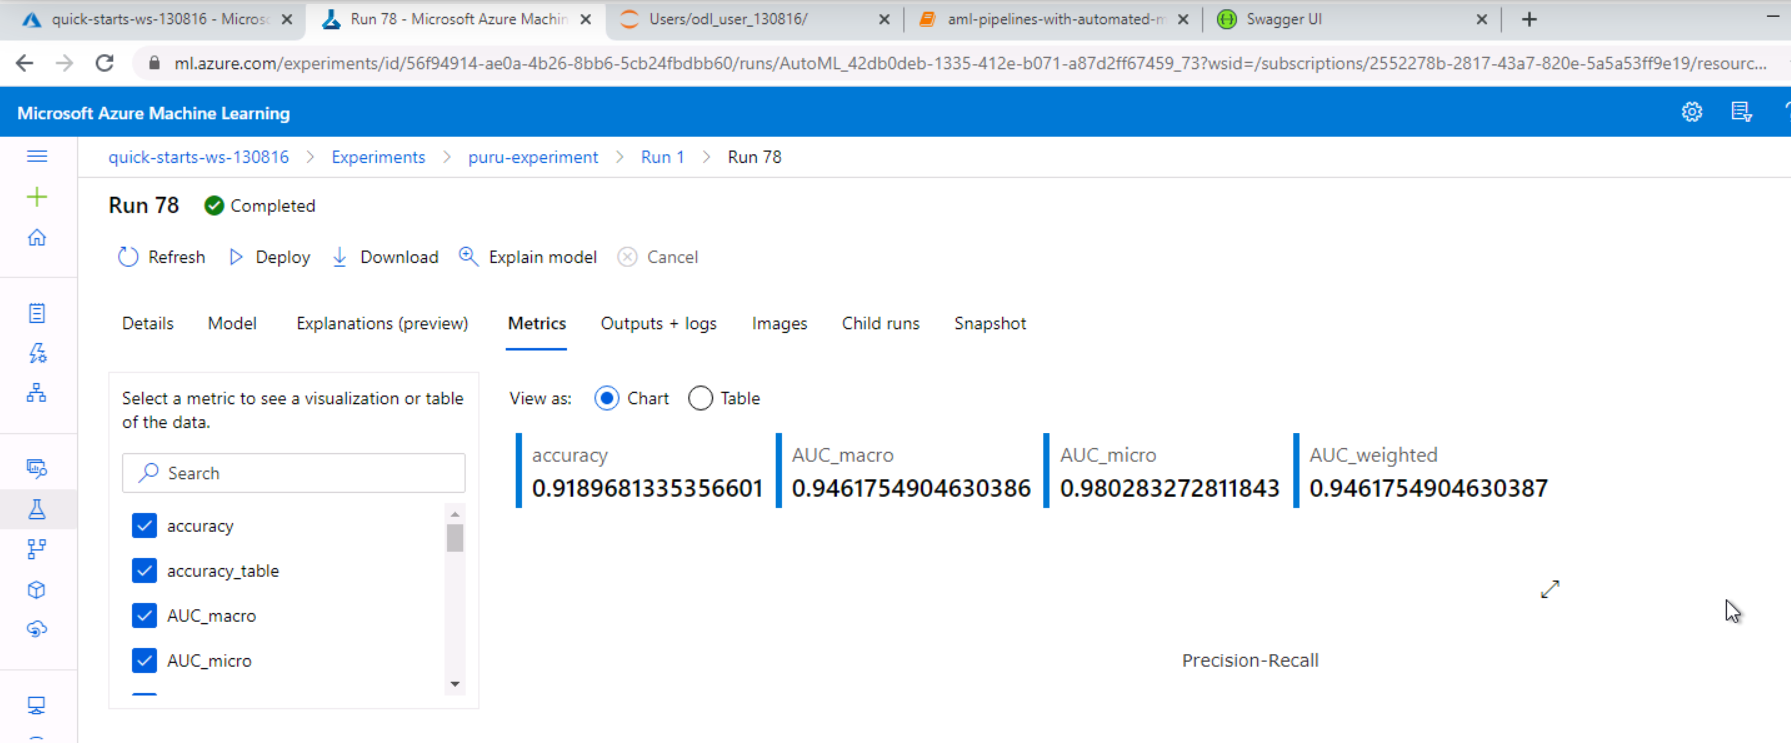 quick-starts-ws-130816 - Micros
Run 78 - Microsoft Azure Machin
Users/odl_user_130816/
aml-pipelines-with-automated-m
Swagger UI
ml.azure.com/experiments/id/56f94914-ae0a-4b26-8bb6-5cb24fbdbb60/runs/AutoML_42db0deb-1335-412e-b071-a87d2ff67459_73?wsid=/subscriptions/2552278b-2817-43a7-820e-5a5a53ff9e19/resourc...
Microsoft Azure Machine Learning
quick-starts-ws-130816 > Experiments > puru-experiment > Run 1 > Run 78
Run 78 Completed
Refresh Deploy Download Explain model Cancel
Details Model Explanations (preview) Metrics Outputs + logs Images Child runs Snapshot
Select a metric to see a visualization or table
of the data.
Search
accuracy
accuracy_table
AUC_macro
AUC_micro
View as: Chart Table
accuracy
0.9189681335356601
AUC_macro
0.9461754904630386
AUC_micro
0.980283272811843
AUC_weighted
0.9461754904630387
Precision-Recall